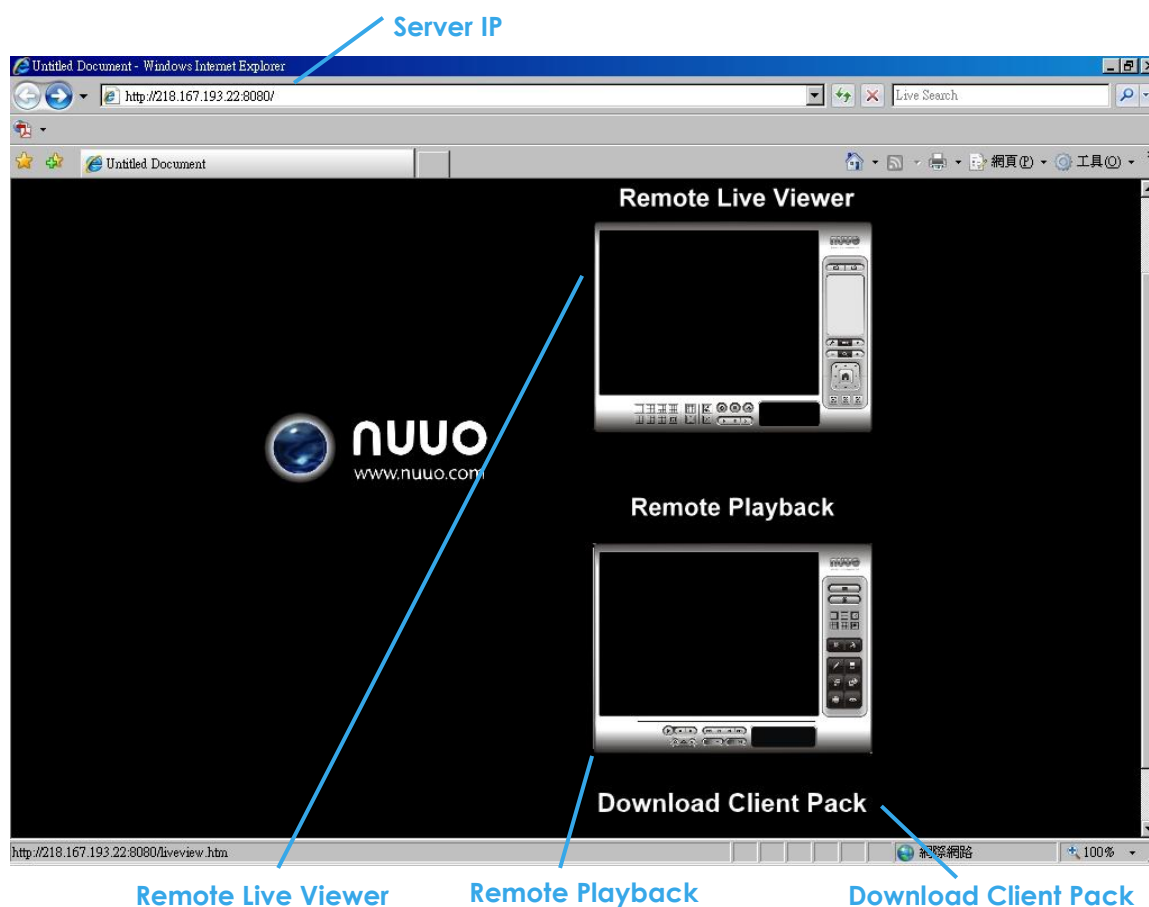 Server IP
Untitled Document - Windows Internet Explorer
http://218.167.193.22:8080/
Live Search
Untitled Document
網頁(P)
工具(O)
Remote Live Viewer
nuuo
nuuo
www.nuuo.com
Remote Playback
nuuo
Download Client Pack
http://218.167.193.22:8080/liveview.htm
網際網路
100%
Remote Live Viewer
Remote Playback
Download Client Pack